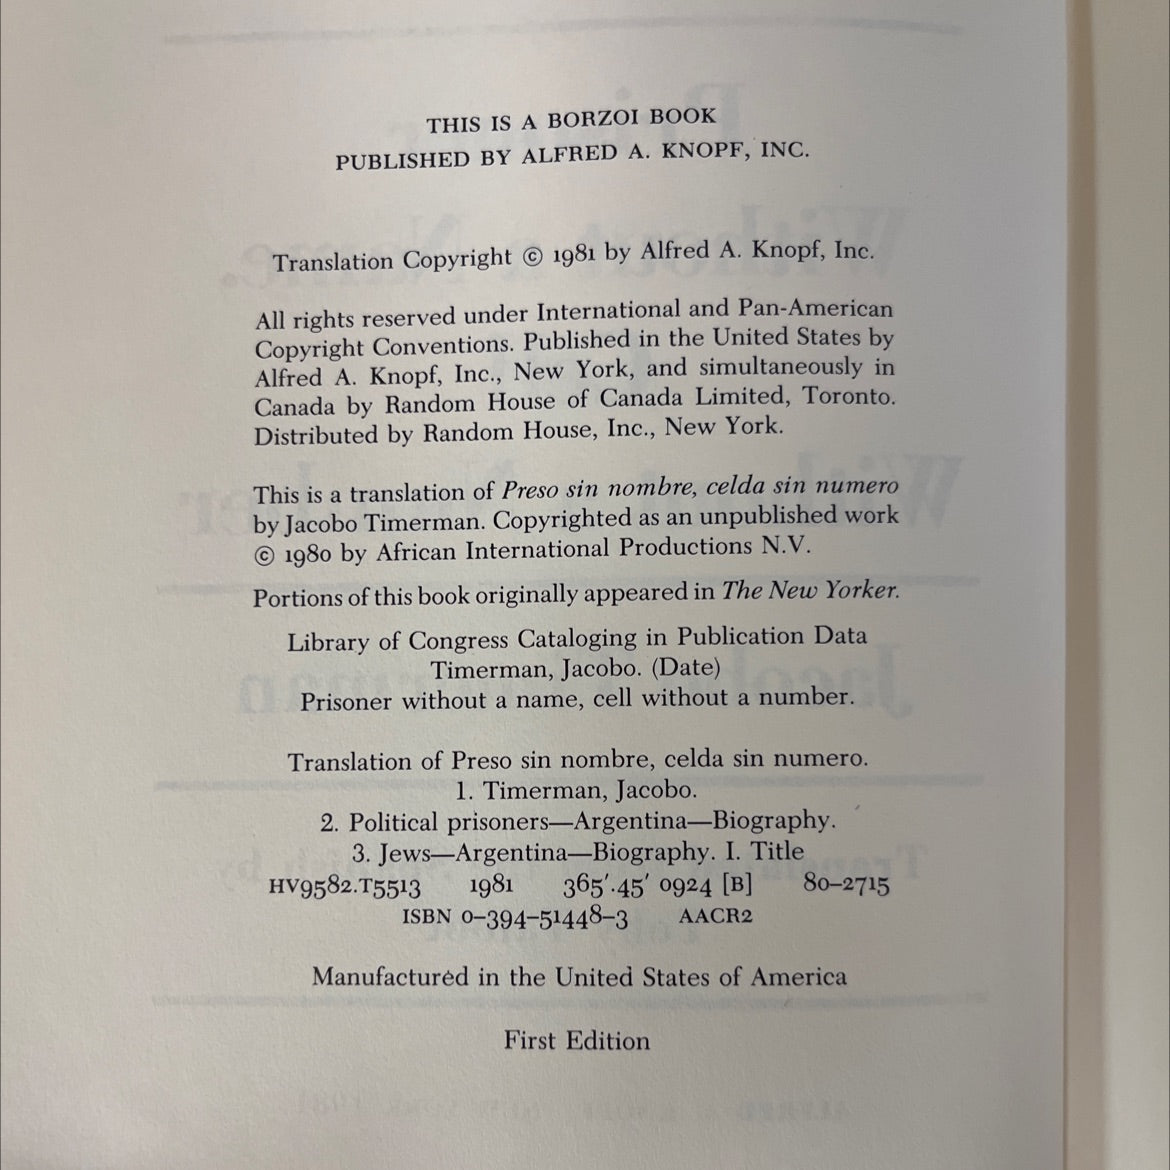 THIS IS A BORZOI BOOK
PUBLISHED BY ALFRED A. KNOPF, INC.
Translation Copyright © 1981 by Alfred A. Knopf, Inc.
All rights reserved under International and Pan-American
Copyright Conventions. Published in the United States by
Alfred A. Knopf, Inc., New York, and simultaneously in
Canada by Random House of Canada Limited, Toronto.
Distributed by Random House, Inc., New York.
This is a translation of Preso sin nombre, celda sin numero
by Jacobo Timerman. Copyrighted as an unpublished work
© 1980 by African International Productions N.V.
Portions of this book originally appeared in The New Yorker.
Library of Congress Cataloging in Publication Data
Timerman, Jacobo. (Date)
Prisoner without a name, cell without a number.
Translation of Preso sin nombre, celda sin numero.
1. Timerman, Jacobo.
2. Political prisoners—Argentina—Biography.
3. Jews—Argentina—Biography. I. Title
HV9582.T5513 1981 365′.45′ 0924 [B] 80–2715
ISBN 0–394–51448–3 AACR2
Manufactured in the United States of America
First Edition